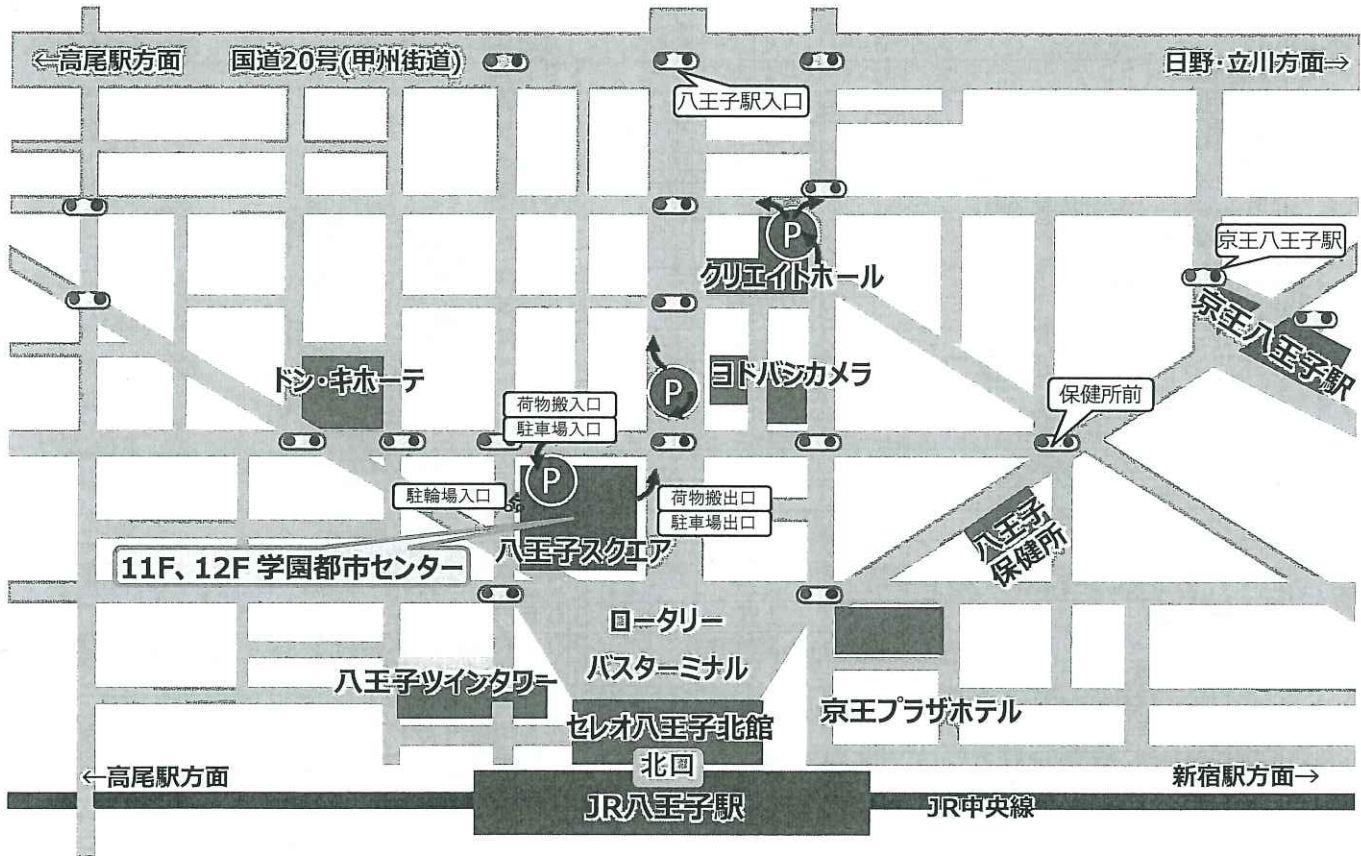 ←高尾駅方面
国道20号(甲州街道)
日野・立川方面→
八王子駅入口
P
クリエイトホール
京王八王子駅
京王八王子駅
ドン・キホーテ
P
ヨドバシカメラ
保健所前
荷物搬入口
駐車場入口
P
駐輪場入口
荷物搬出口
駐車場出口
八王子スクエア
11F、12F 学園都市センター
八王子
保健所
ロータリー
バスターミナル
八王子ツインタワー
京王プラザホテル
セレオ八王子北館
北口
←高尾駅方面
新宿駅方面→
JR八王子駅
JR中央線